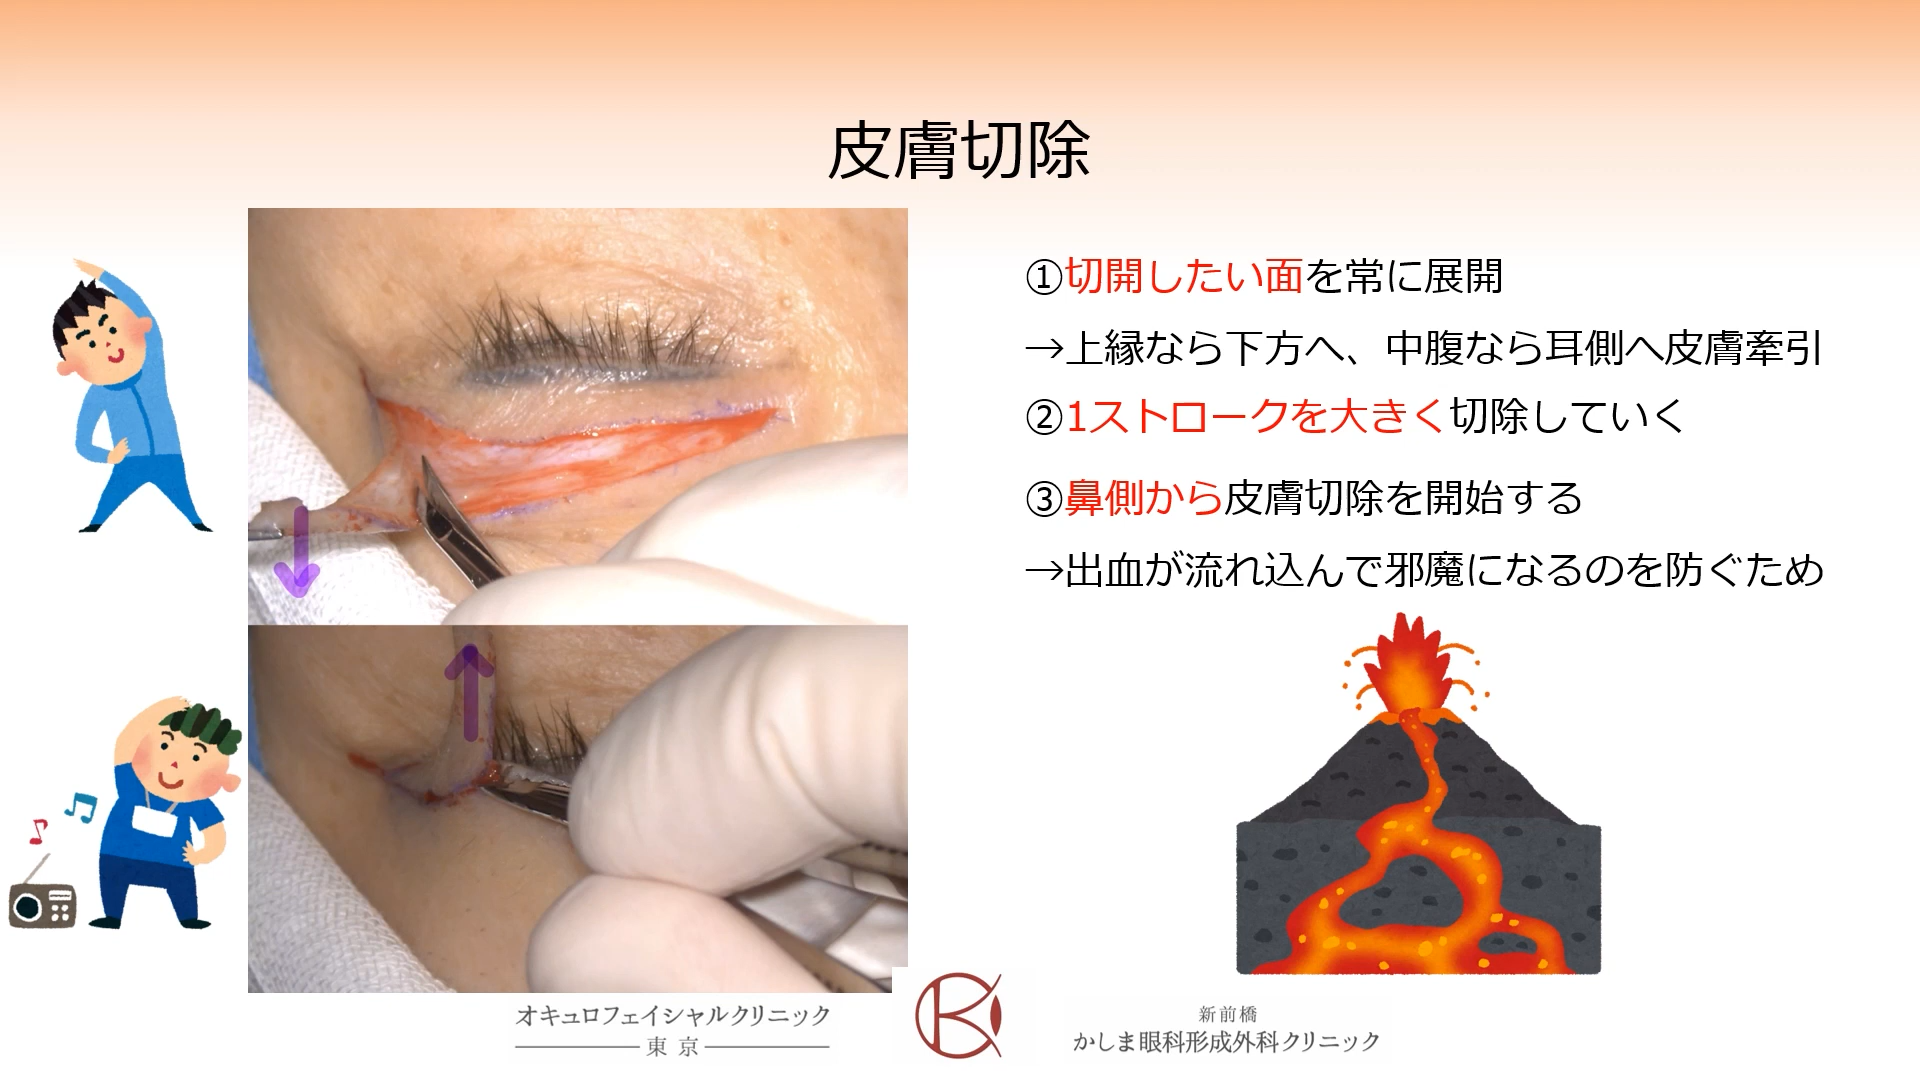 皮膚切除
①切開したい面を常に展開
→上縁なら下方へ、中腹なら耳側へ皮膚牽引
②1ストロークを大きく切除していく
③鼻側から皮膚切除を開始する
→出血が流れ込んで邪魔になるのを防ぐため
オキュロフェイシャルクリニック
東京
新前橋
かしま眼科形成外科クリニック